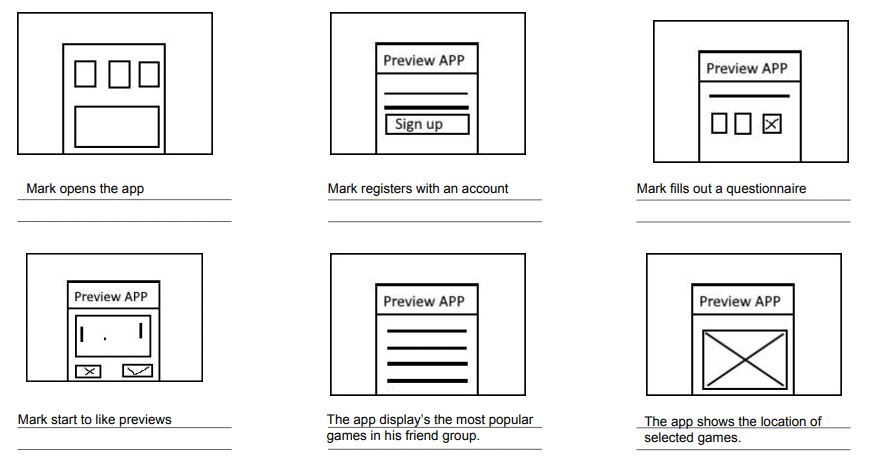 Preview APP
Sign up
Preview APP
Mark opens the app
Mark registers with an account
Mark fills out a questionnaire
Preview APP
Preview APP
Preview APP
Mark start to like previews
The app display's the most popular
games in his friend group.
The app shows the location of
selected games.